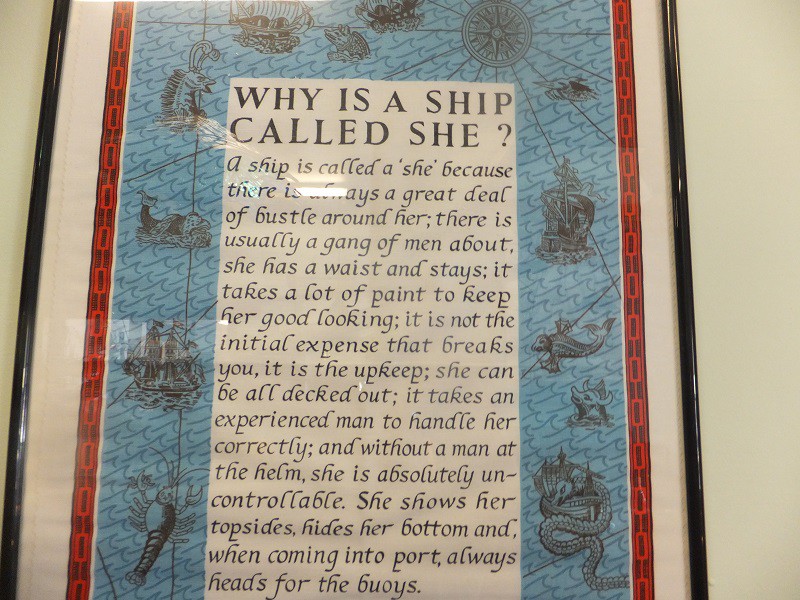 WHY IS A SHIP
CALLED SHE ?
A ship is called a 'she' because
there is always a great deal
of bustle around her; there is
usually a gang of men about,
she has a waist and stays; it
takes a lot of paint to keep
her good looking; it is not the
initial expense that breaks
you, it is the upkeep; she can
be all decked out; it takes an
experienced man to handle her
correctly; and without a man at
the helm, she is absolutely un-
controllable. She shows her
topsides, hides her bottom and,
when coming into port, always
heads for the buoys.